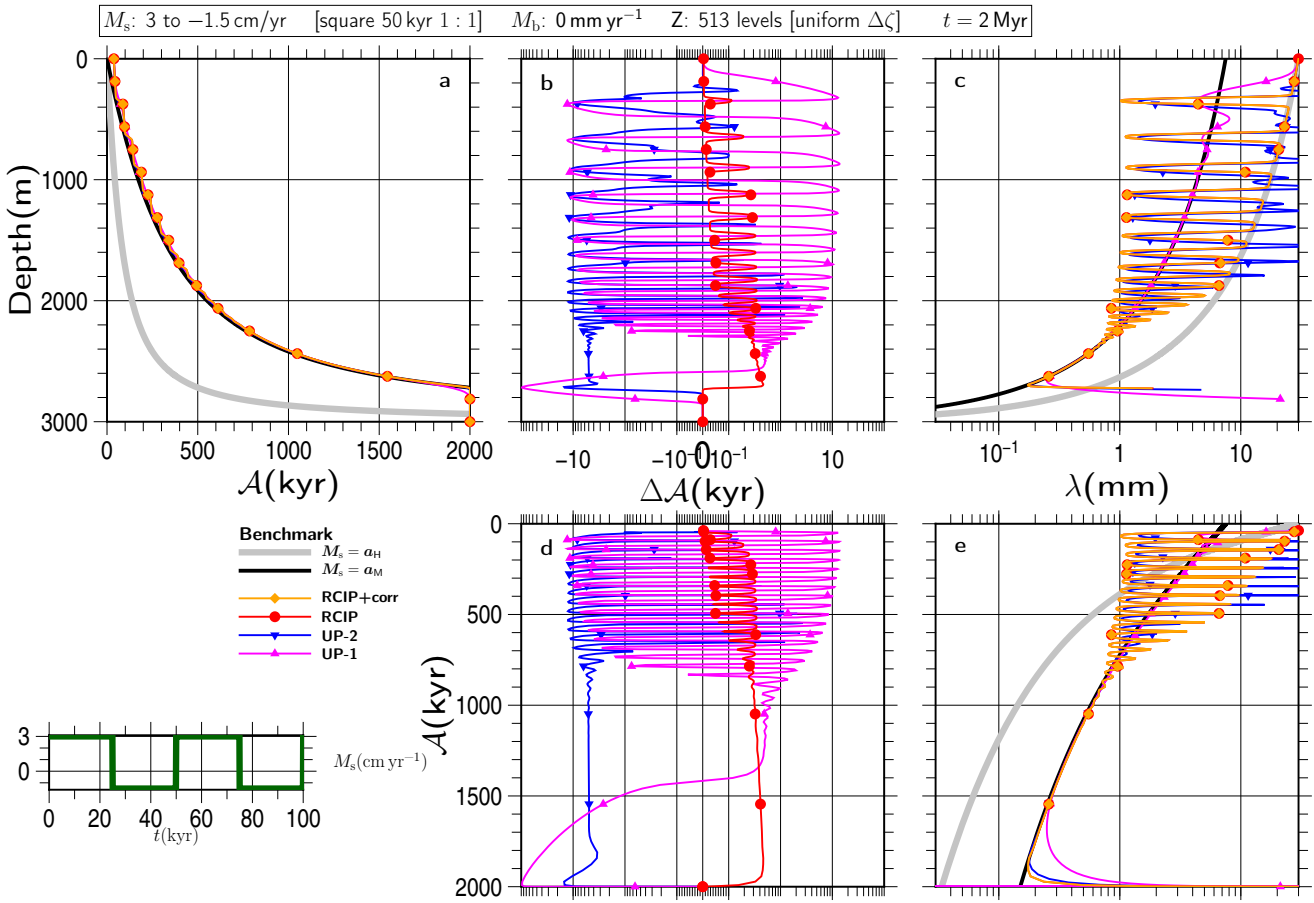 Mₛ: 3 to −1.5 cm/yr [square 50 kyr 1 : 1] M_b: 0 mm yr⁻¹ Z: 513 levels [uniform Δζ] t = 2 Myr
a b c
0
1000
2000
3000
Depth(m)
0 500 1000 1500 2000
−10 −10⁻¹ 0 10⁻¹ 10
10⁻¹ 1 10
𝒜(kyr) Δ𝒜(kyr) λ(mm)
Benchmark
Mₛ = a_H
Mₛ = a_M
RCIP+corr
RCIP
UP-2
UP-1
d e
0
500
1000
1500
2000
𝒜(kyr)
3
0
Mₛ(cm yr⁻¹)
0 20 40 60 80 100
t(kyr)